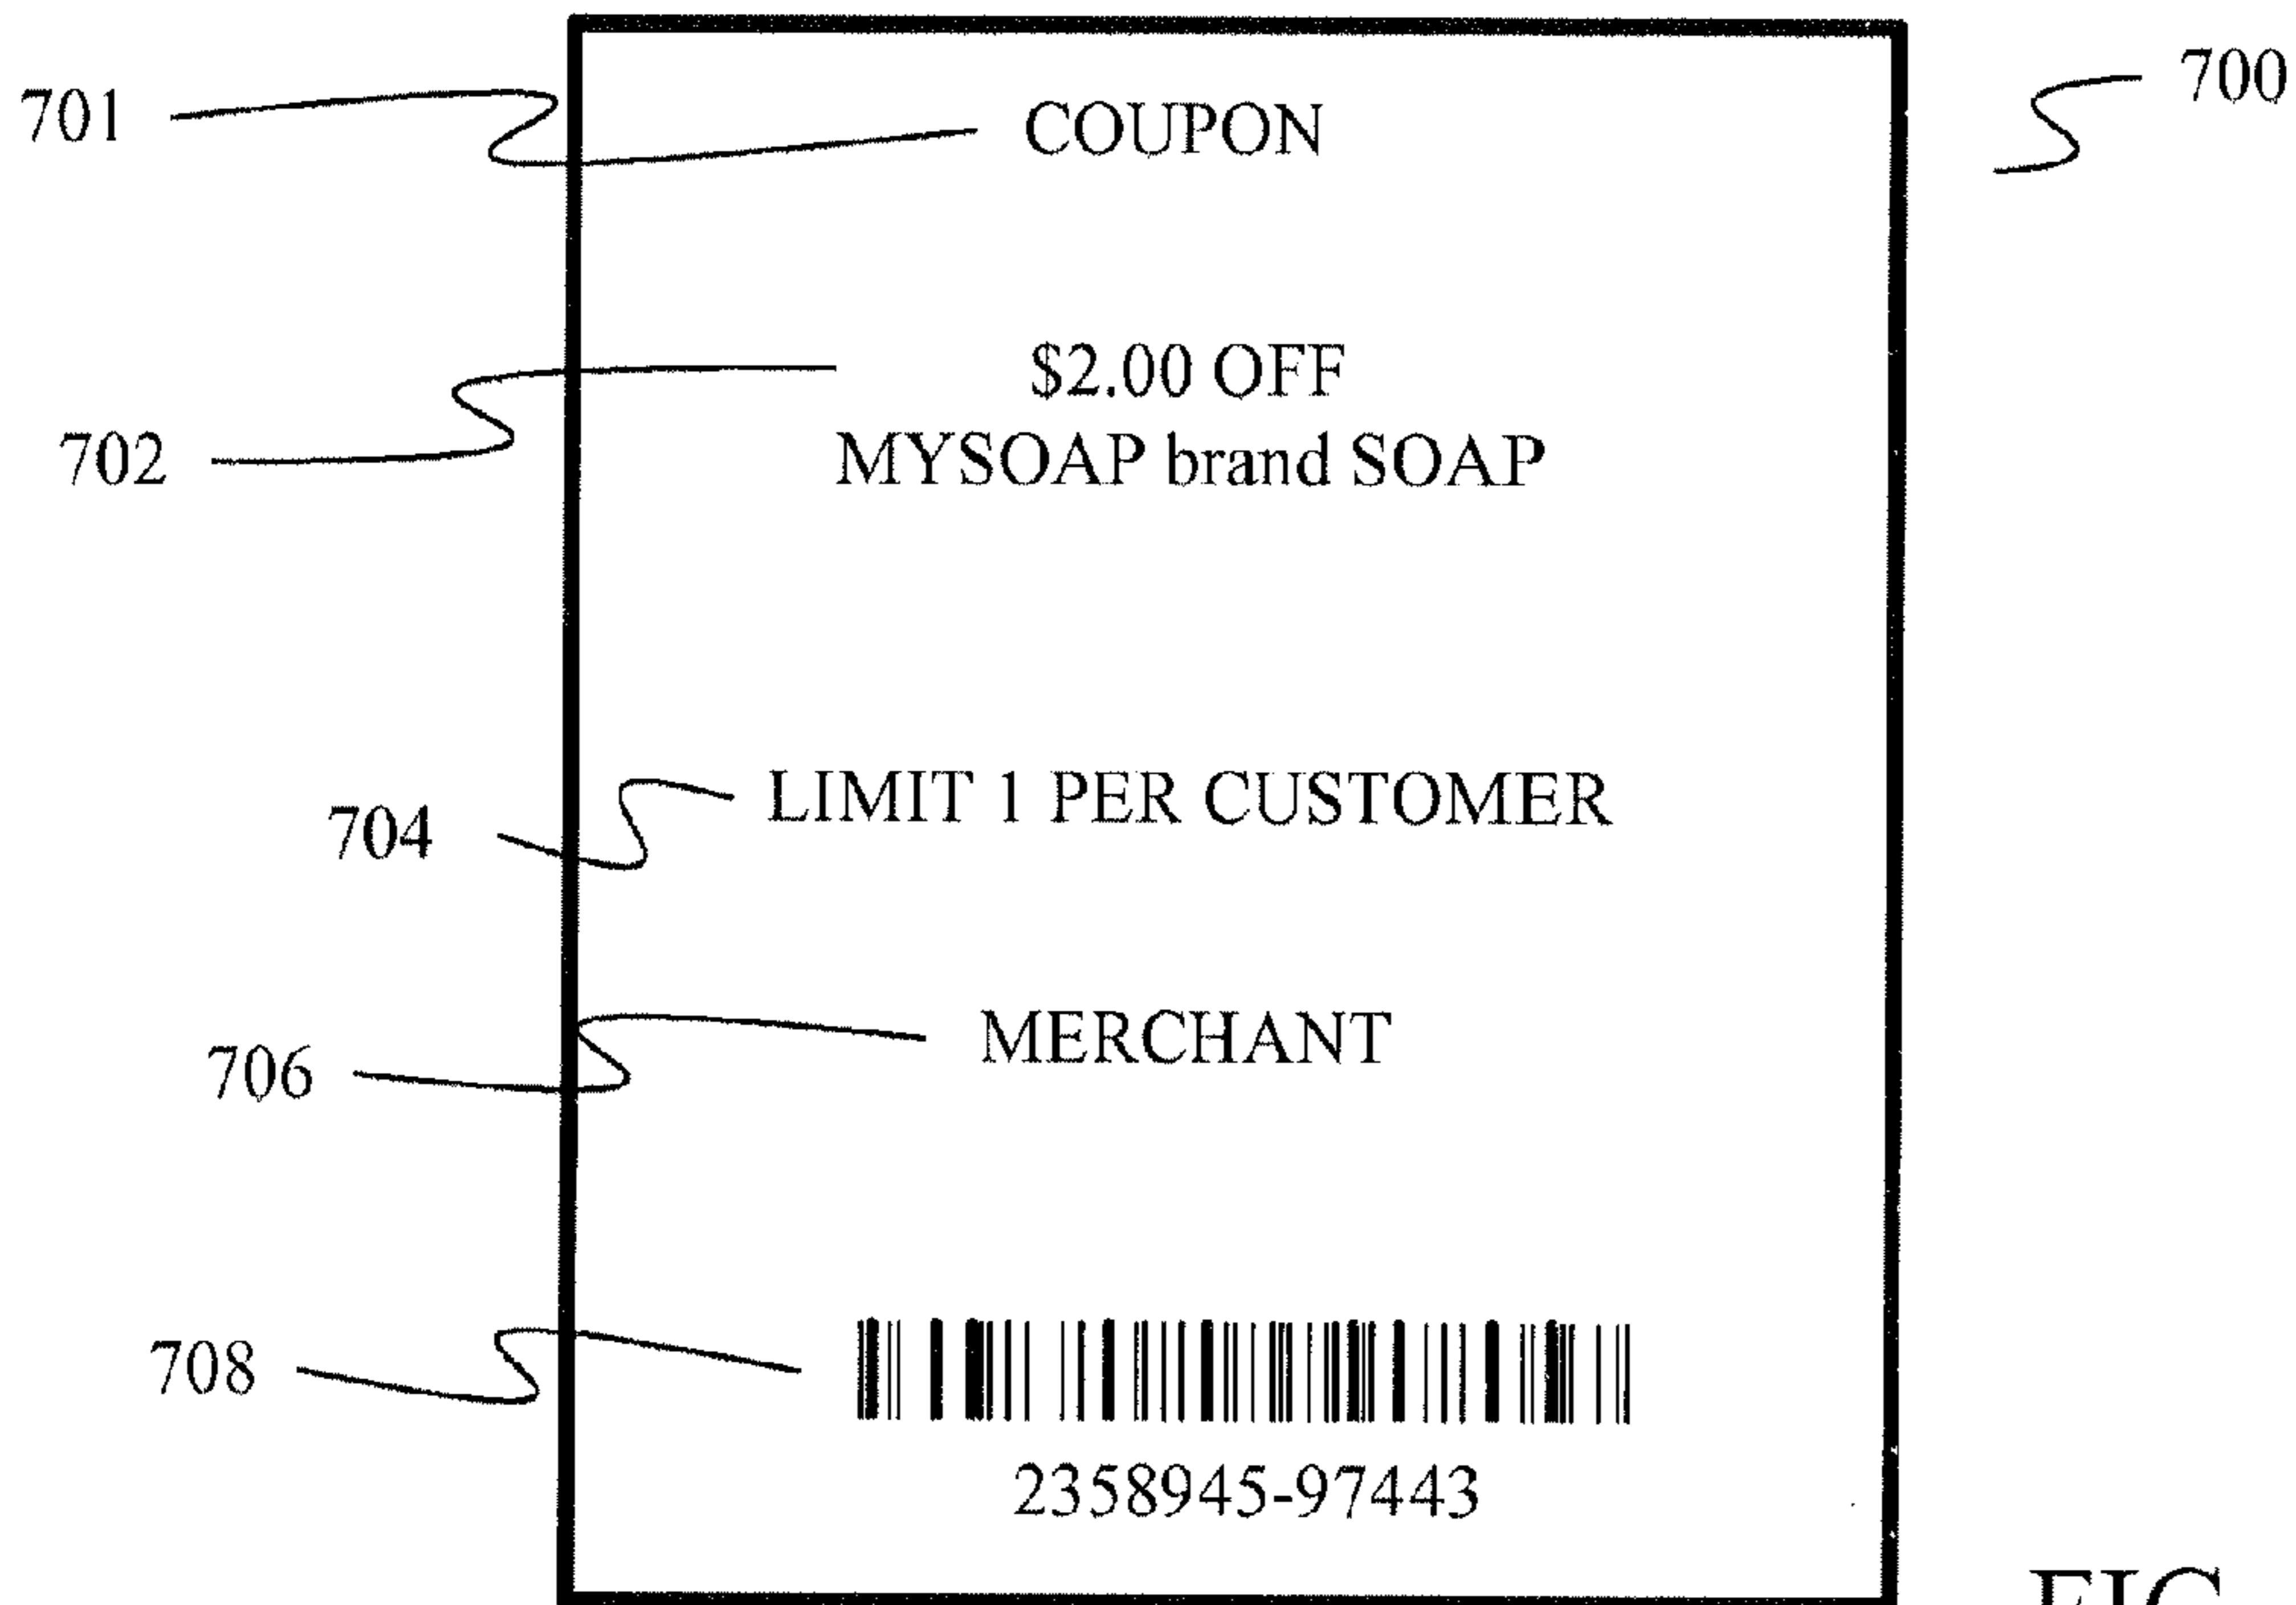 701
COUPON
700
$2.00 OFF
702
MYSOAP brand SOAP
704
LIMIT 1 PER CUSTOMER
706
MERCHANT
708
2358945-97443
FIG